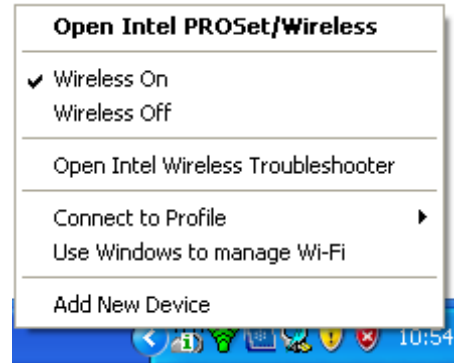 Open Intel PROSet/Wireless
Wireless On
Wireless Off
Open Intel Wireless Troubleshooter
Connect to Profile
Use Windows to manage Wi-Fi
Add New Device
10:54